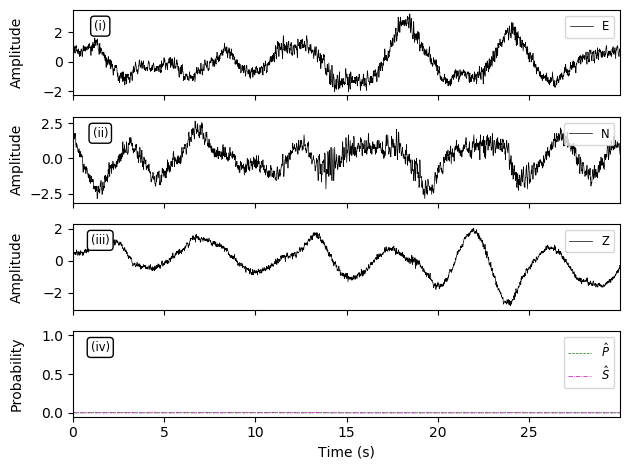 (i)
E
Amplitude
2
0
−2
(ii)
N
Amplitude
2.5
0.0
−2.5
(iii)
Z
Amplitude
2
0
−2
(iv)
P̂
Ŝ
Probability
1.0
0.5
0.0
0 5 10 15 20 25
Time (s)